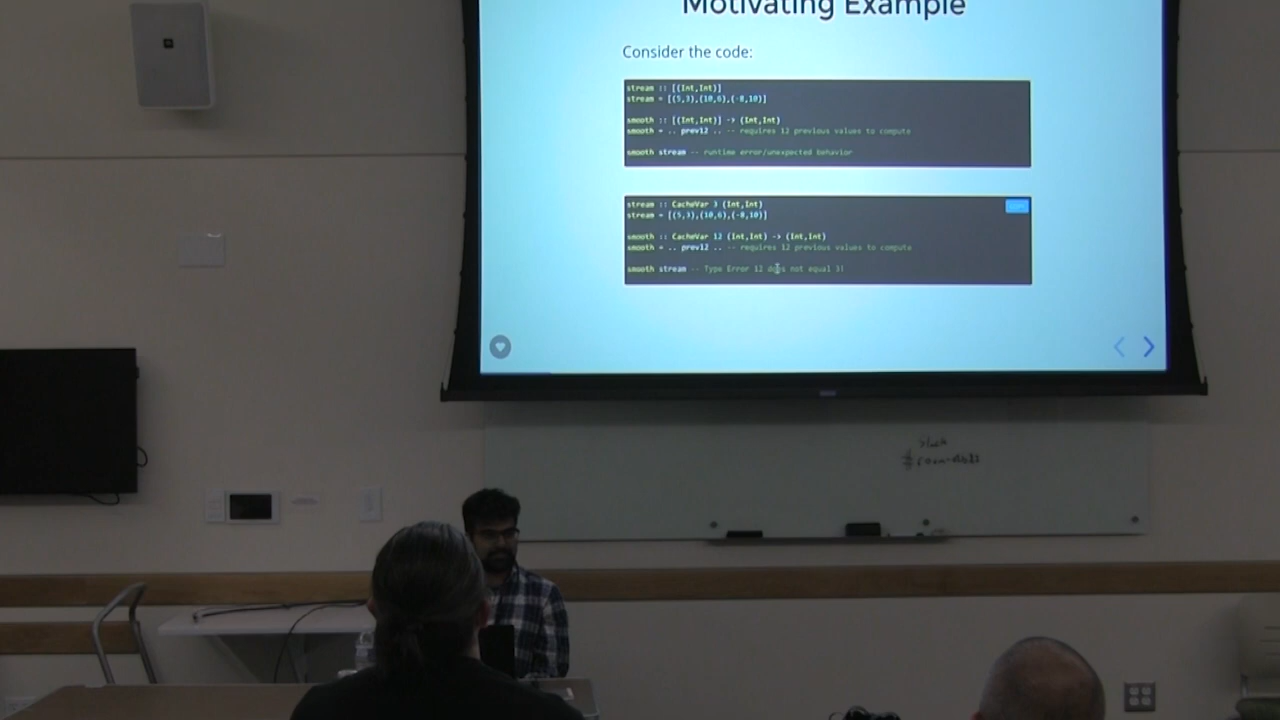 Motivating Example
Consider the code:
stream :: [(Int,Int)]
stream = [(5,3),(10,6),(-8,10)]
smooth :: [(Int,Int)] -> (Int,Int)
smooth = .. prev12 .. -- requires 12 previous values to compute
smooth stream -- runtime error/unexpected behavior
stream :: CacheVar 3 (Int,Int)
stream = [(5,3),(10,6),(-8,10)]
smooth :: CacheVar 12 (Int,Int) -> (Int,Int)
smooth = .. prev12 .. -- requires 12 previous values to compute
smooth stream -- Type Error 12 does not equal 3!
slack